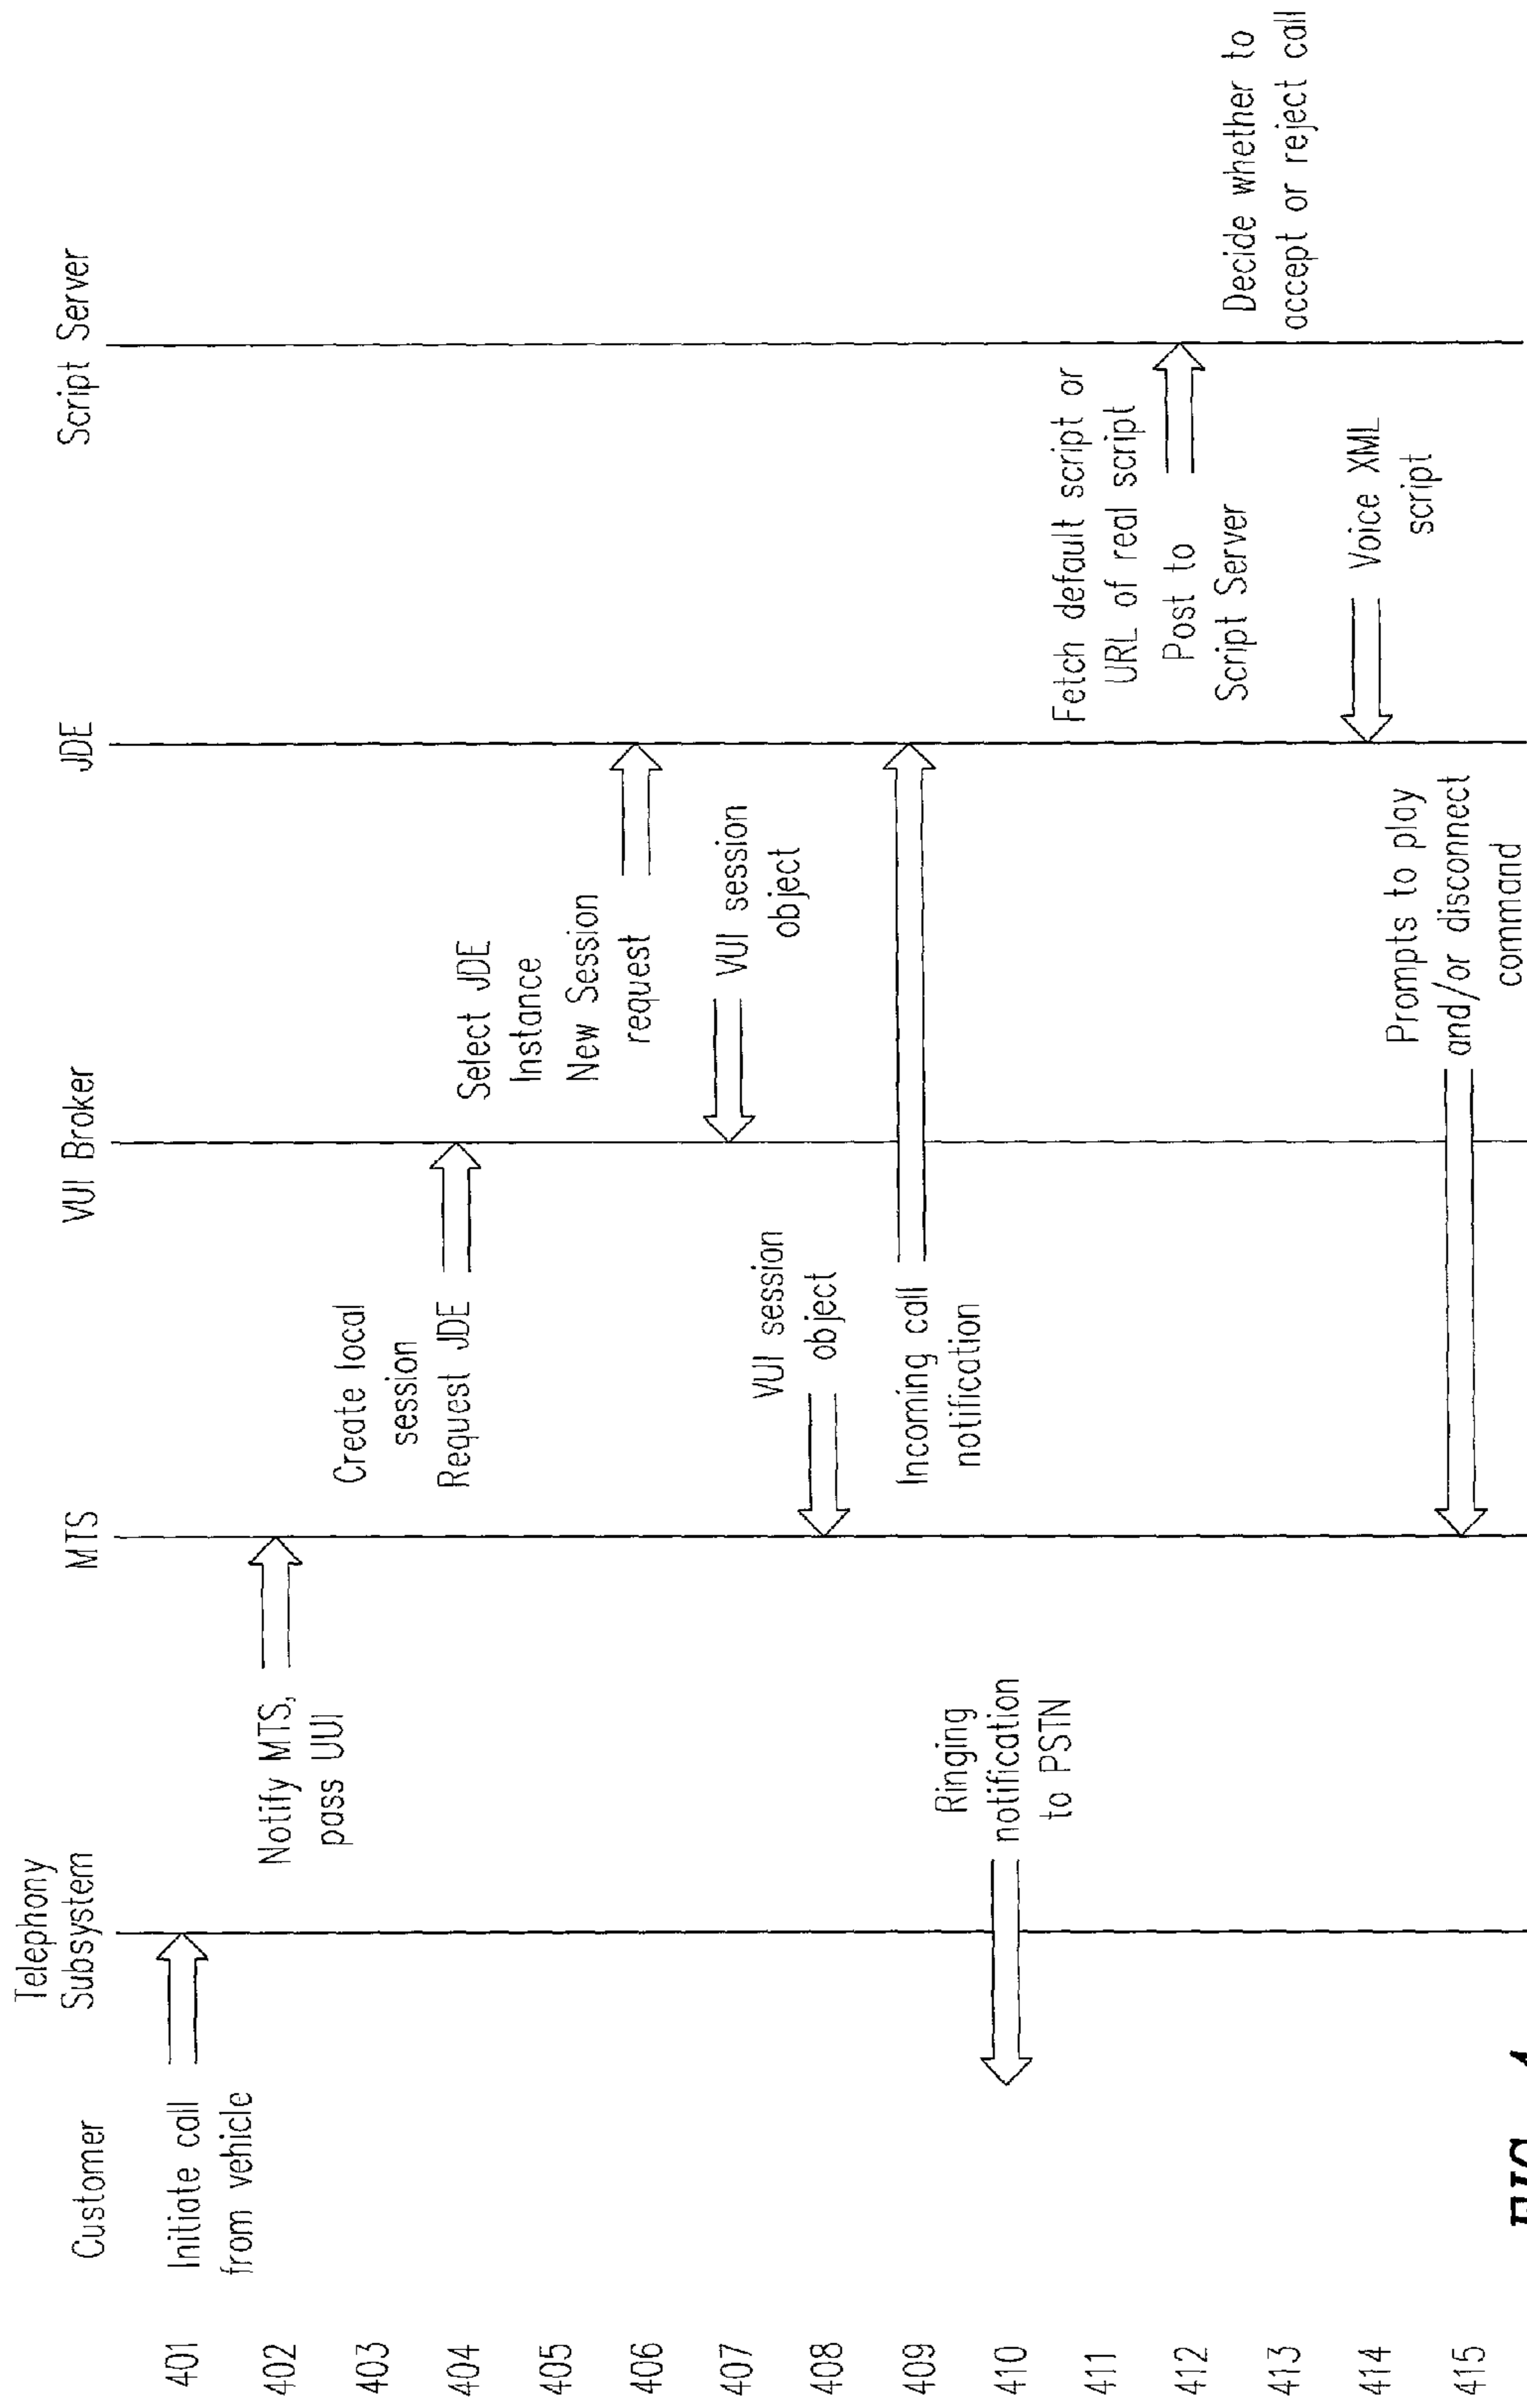 Customer
Telephony
Subsystem
MTS
VUI Broker
JDE
Script Server
401
Initiate call
from vehicle
402
Notify MTS,
pass UUI
403
Create local
session
404
Request JDE
405
Select JDE
Instance
406
New Session
request
407
VUI session
object
408
VUI session
object
409
Incoming call
notification
410
Ringing
notification
to PSTN
411
Fetch default script or
URL of real script
412
Post to
Script Server
413
Decide whether to
accept or reject call
414
Voice XML
script
415
Prompts to play
and/or disconnect
command